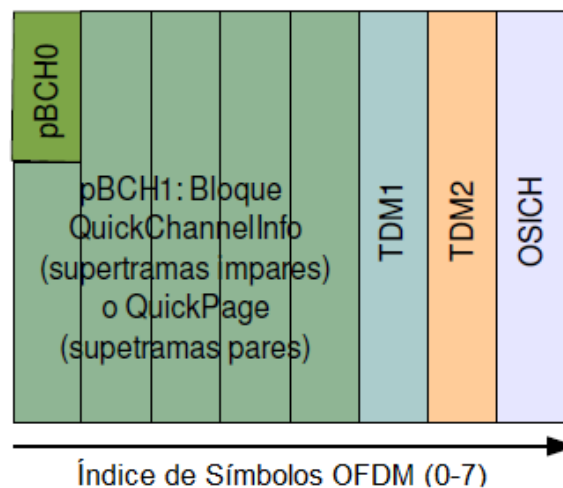 pBCH0
pBCH1: Bloque
QuickChannelInfo
(supertramas impares)
o QuickPage
(supetramas pares)
TDM1
TDM2
OSICH
Índice de Símbolos OFDM (0-7)